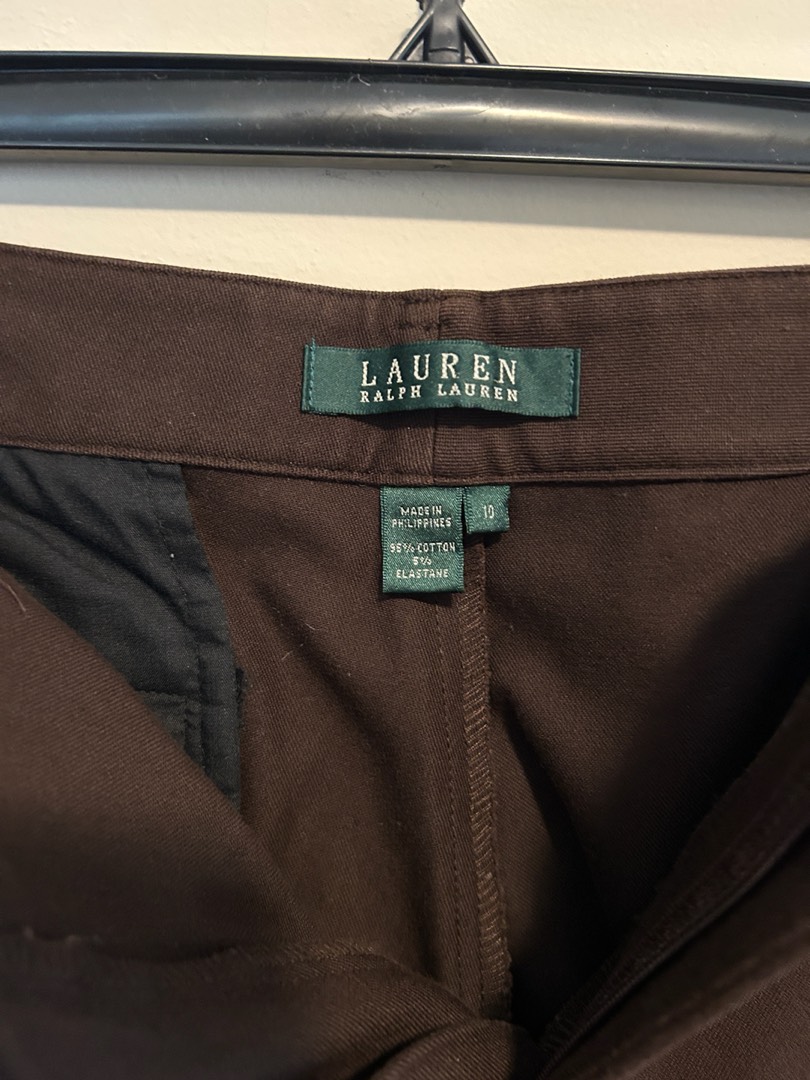 LAUREN
RALPH LAUREN
MADE IN
PHILIPPINES
95% COTTON
5%
ELASTANE
10